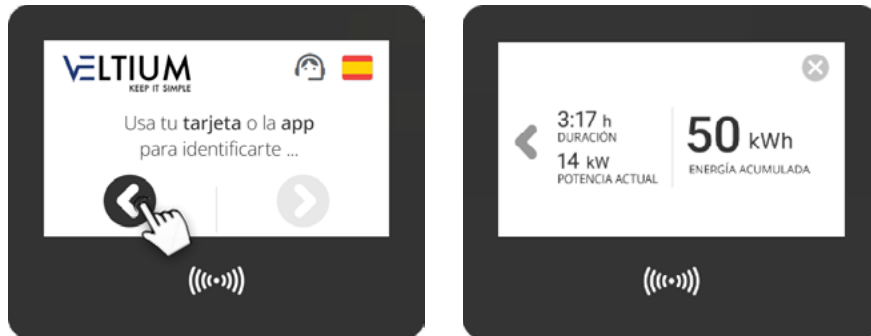 VELTIUM
KEEP IT SIMPLE
Usa tu tarjeta o la app
para identificarte ...
3:17 h
DURACIÓN
14 kW
POTENCIA ACTUAL
50 kWh
ENERGÍA ACUMULADA